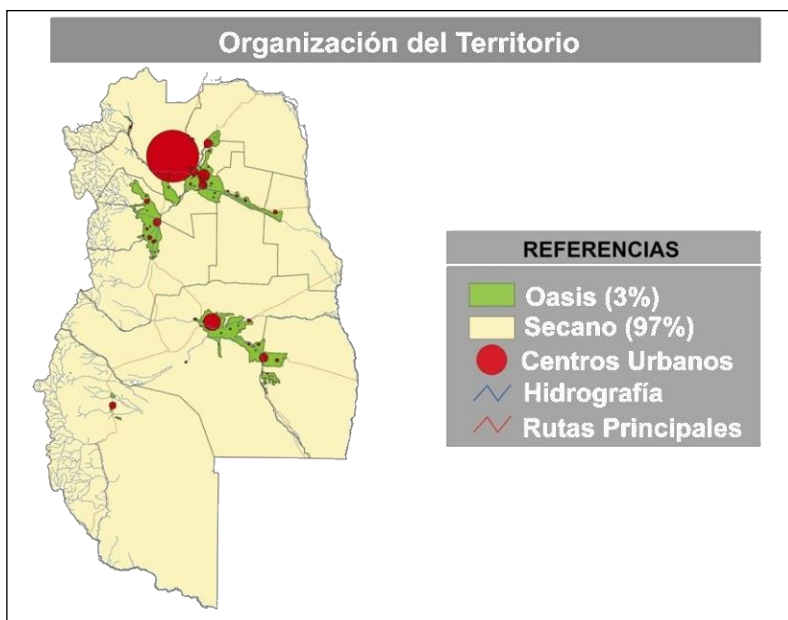 Organización del Territorio
REFERENCIAS
Oasis (3%)
Secano (97%)
Centros Urbanos
Hidrografía
Rutas Principales